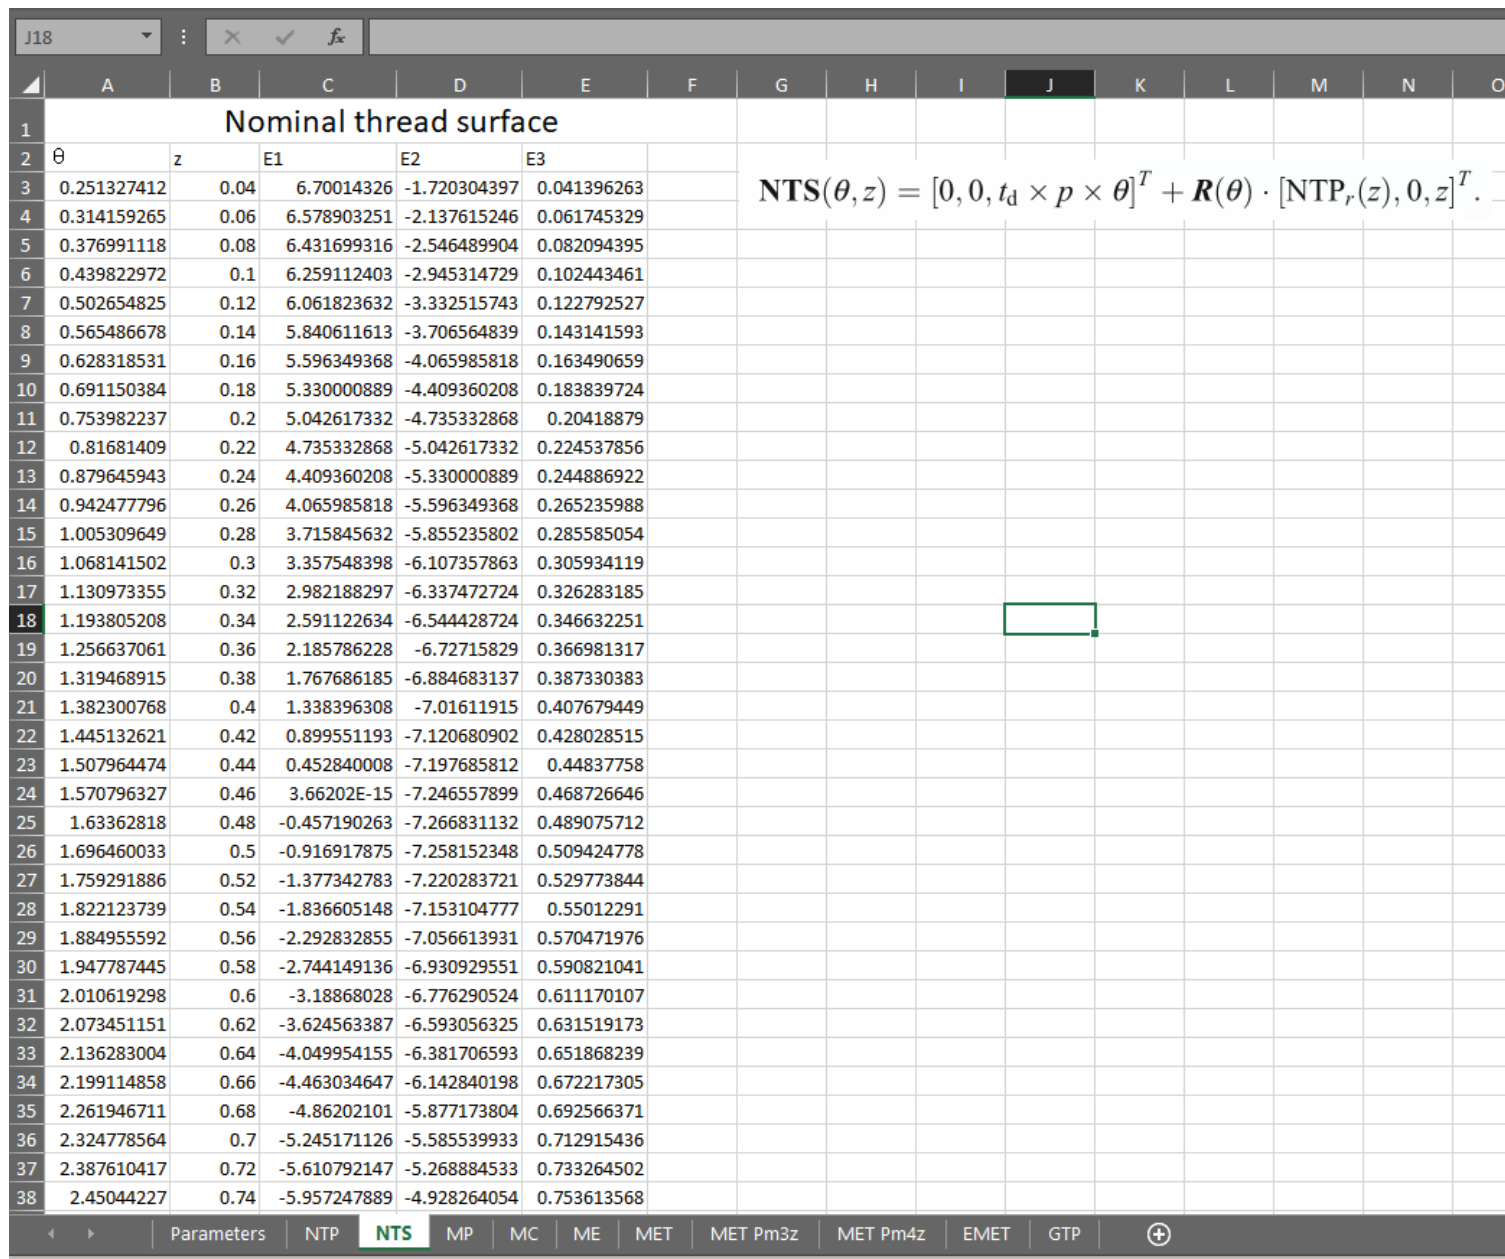 J18
fx
A B C D E F G H I J K L M N O
1 Nominal thread surface
2 θ z E1 E2 E3
NTS(θ, z) = [0, 0, t_d × p × θ]^T + R(θ) · [NTP_r(z), 0, z]^T.
3 0.251327412 0.04 6.70014326 -1.720304397 0.041396263
4 0.314159265 0.06 6.578903251 -2.137615246 0.061745329
5 0.376991118 0.08 6.431699316 -2.546489904 0.082094395
6 0.439822972 0.1 6.259112403 -2.945314729 0.102443461
7 0.502654825 0.12 6.061823632 -3.332515743 0.122792527
8 0.565486678 0.14 5.840611613 -3.706564839 0.143141593
9 0.628318531 0.16 5.596349368 -4.065985818 0.163490659
10 0.691150384 0.18 5.330000889 -4.409360208 0.183839724
11 0.753982237 0.2 5.042617332 -4.735332868 0.20418879
12 0.81681409 0.22 4.735332868 -5.042617332 0.224537856
13 0.879645943 0.24 4.409360208 -5.330000889 0.244886922
14 0.942477796 0.26 4.065985818 -5.596349368 0.265235988
15 1.005309649 0.28 3.715845632 -5.855235802 0.285585054
16 1.068141502 0.3 3.357548398 -6.107357863 0.305934119
17 1.130973355 0.32 2.982188297 -6.337472724 0.326283185
18 1.193805208 0.34 2.591122634 -6.544428724 0.346632251
19 1.256637061 0.36 2.185786228 -6.72715829 0.366981317
20 1.319468915 0.38 1.767686185 -6.884683137 0.387330383
21 1.382300768 0.4 1.338396308 -7.01611915 0.407679449
22 1.445132621 0.42 0.899551193 -7.120680902 0.428028515
23 1.507964474 0.44 0.452840008 -7.197685812 0.44837758
24 1.570796327 0.46 3.66202E-15 -7.246557899 0.468726646
25 1.63362818 0.48 -0.457190263 -7.266831132 0.489075712
26 1.696460033 0.5 -0.916917875 -7.258152348 0.509424778
27 1.759291886 0.52 -1.377342783 -7.220283721 0.529773844
28 1.822123739 0.54 -1.836605148 -7.153104777 0.55012291
29 1.884955592 0.56 -2.292832855 -7.056613931 0.570471976
30 1.947787445 0.58 -2.744149136 -6.930929551 0.590821041
31 2.010619298 0.6 -3.18868028 -6.776290524 0.611170107
32 2.073451151 0.62 -3.624563387 -6.593056325 0.631519173
33 2.136283004 0.64 -4.049954155 -6.381706593 0.651868239
34 2.199114858 0.66 -4.463034647 -6.142840198 0.672217305
35 2.261946711 0.68 -4.86202101 -5.877173804 0.692566371
36 2.324778564 0.7 -5.245171126 -5.585539933 0.712915436
37 2.387610417 0.72 -5.610792147 -5.268884533 0.733264502
38 2.45044227 0.74 -5.957247889 -4.928264054 0.753613568
Parameters NTP NTS MP MC ME MET MET Pm3z MET Pm4z EMET GTP